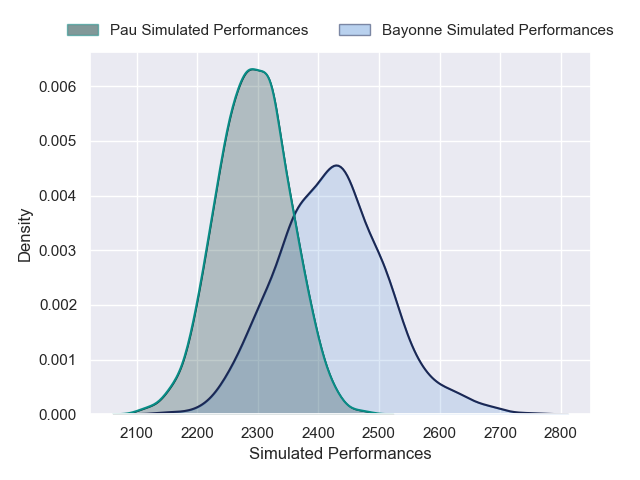 Pau Simulated Performances Bayonne Simulated Performances
0.006
0.005
0.004
0.003
0.002
0.001
0.000
Density
2100 2200 2300 2400 2500 2600 2700 2800
Simulated Performances